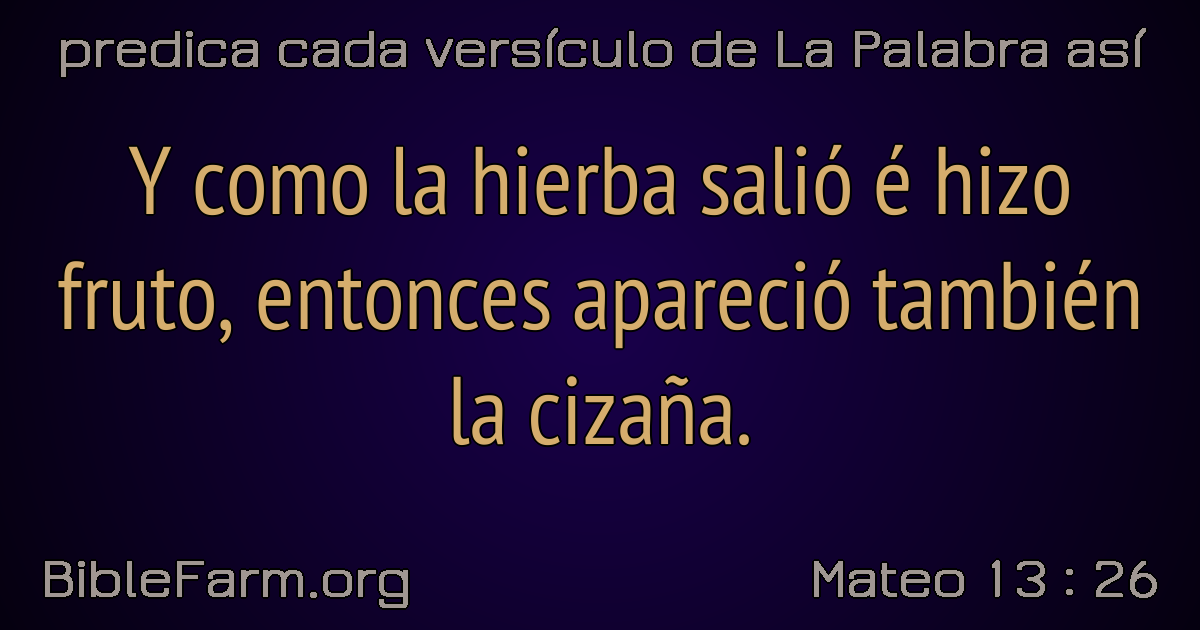 predica cada versículo de La Palabra así
Y como la hierba salió é hizo
fruto, entonces apareció también
la cizaña.
BibleFarm.org
Mateo 13 : 26